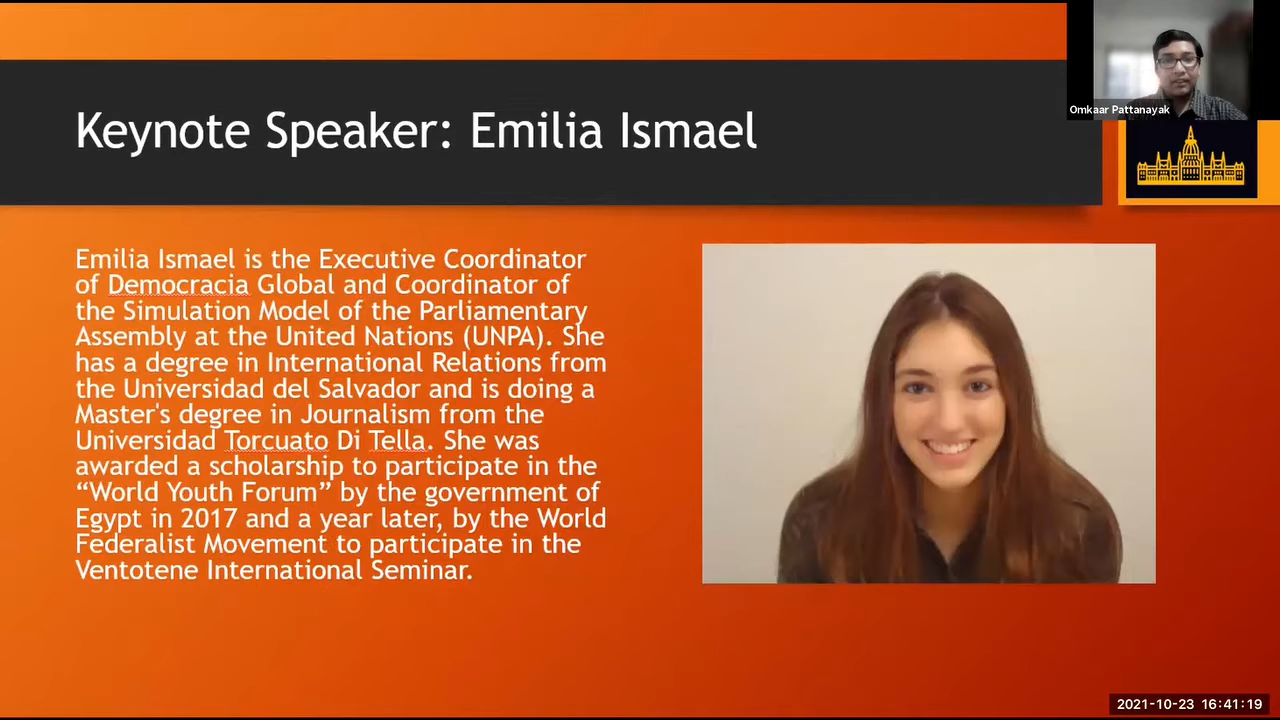 Keynote Speaker: Emilia Ismael
Omkaar Pattanayak
Emilia Ismael is the Executive Coordinator
of Democracia Global and Coordinator of
the Simulation Model of the Parliamentary
Assembly at the United Nations (UNPA). She
has a degree in International Relations from
the Universidad del Salvador and is doing a
Master's degree in Journalism from the
Universidad Torcuato Di Tella. She was
awarded a scholarship to participate in the
“World Youth Forum” by the government of
Egypt in 2017 and a year later, by the World
Federalist Movement to participate in the
Ventotene International Seminar.
2021-10-23 16:41:19